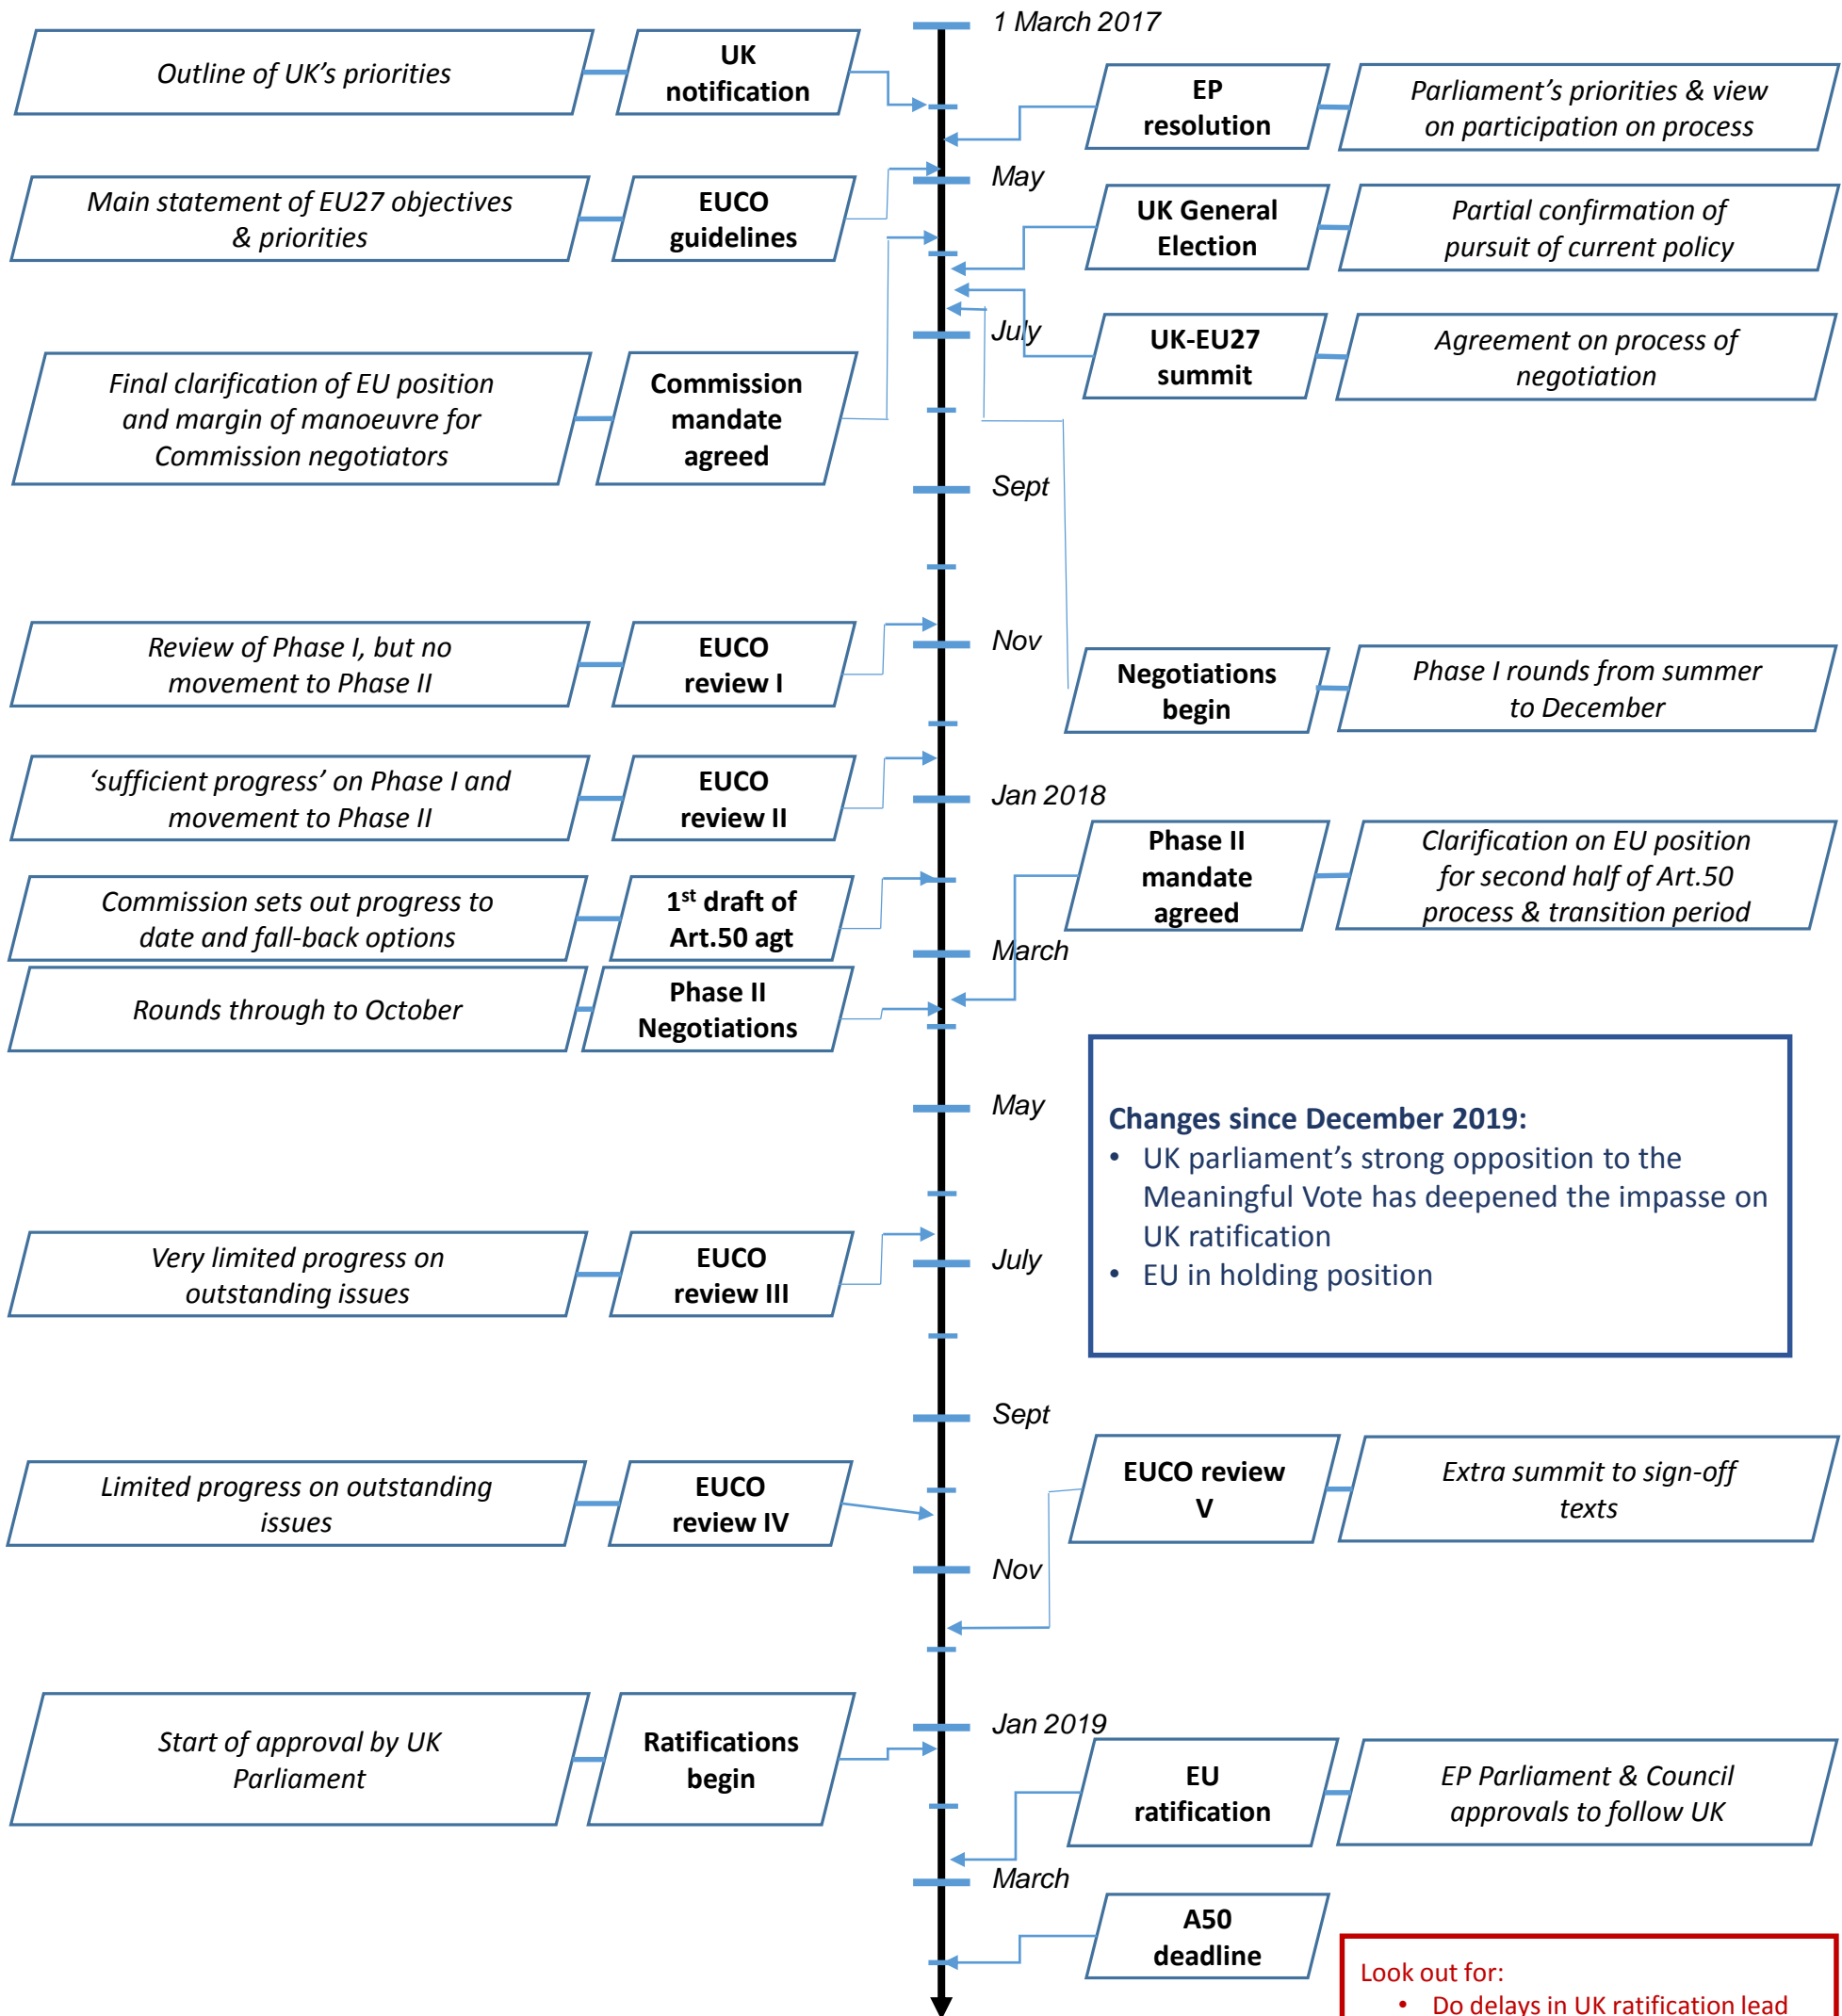 1 March 2017
Outline of UK's priorities
UK
notification
EP
resolution
Parliament's priorities & view
on participation on process
May
Main statement of EU27 objectives
& priorities
EUCO
guidelines
UK General
Election
Partial confirmation of
pursuit of current policy
July
UK-EU27
summit
Agreement on process of
negotiation
Final clarification of EU position
and margin of manoeuvre for
Commission negotiators
Commission
mandate
agreed
Sept
Nov
Review of Phase I, but no
movement to Phase II
EUCO
review I
Negotiations
begin
Phase I rounds from summer
to December
'sufficient progress' on Phase I and
movement to Phase II
EUCO
review II
Jan 2018
Phase II
mandate
agreed
Clarification on EU position
for second half of Art.50
process & transition period
Commission sets out progress to
date and fall-back options
1st draft of
Art.50 agt
March
Rounds through to October
Phase II
Negotiations
May
Changes since December 2019:
• UK parliament's strong opposition to the
Meaningful Vote has deepened the impasse on
UK ratification
• EU in holding position
Very limited progress on
outstanding issues
EUCO
review III
July
Sept
Limited progress on outstanding
issues
EUCO
review IV
EUCO review
V
Extra summit to sign-off
texts
Nov
Jan 2019
Start of approval by UK
Parliament
Ratifications
begin
EU
ratification
EP Parliament & Council
approvals to follow UK
March
A50
deadline
Look out for:
• Do delays in UK ratification lead